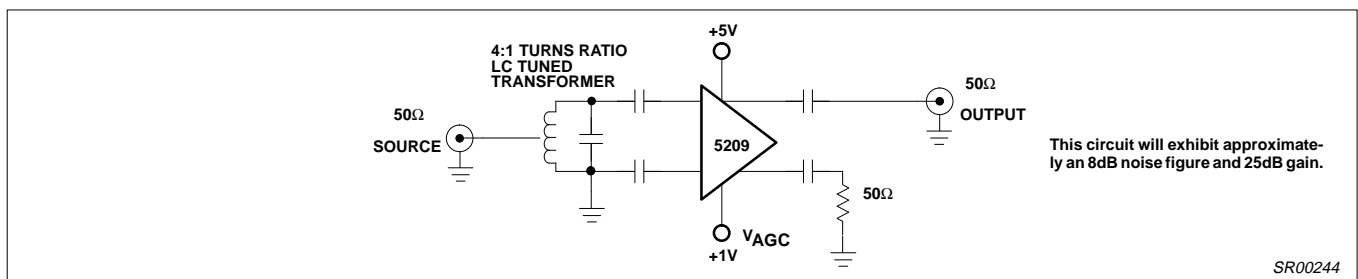 +5V
4:1 TURNS RATIO
LC TUNED
TRANSFORMER
50Ω
50Ω
SOURCE
OUTPUT
5209
This circuit will exhibit approximate-
ly an 8dB noise figure and 25dB gain.
50Ω
VAGC
+1V
SR00244